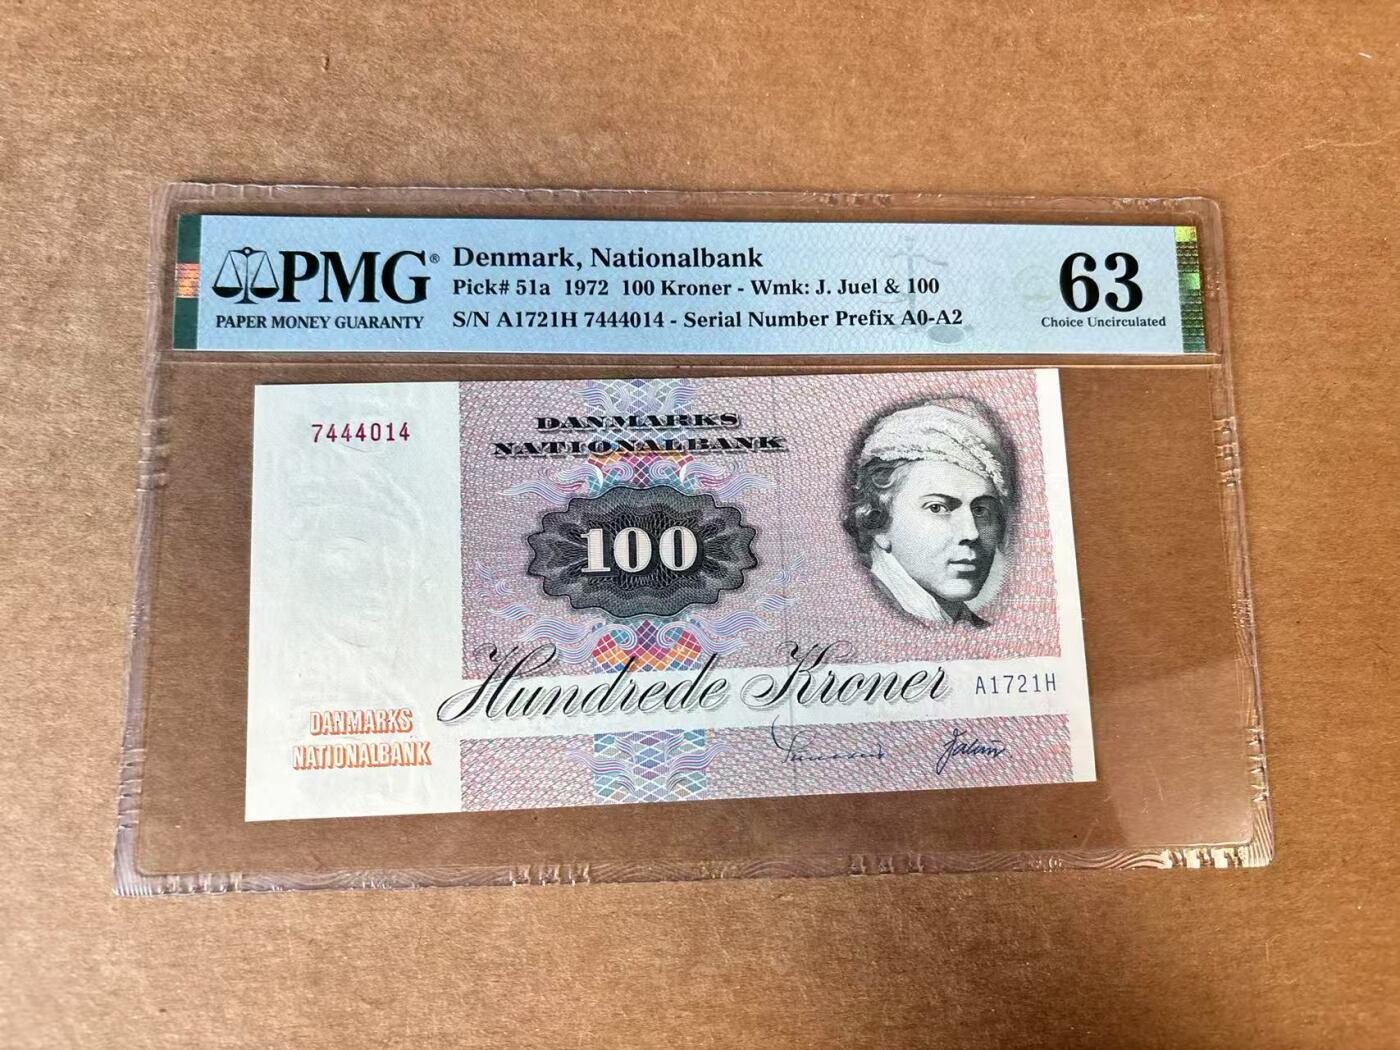 PMG®
PAPER MONEY GUARANTY
Denmark, Nationalbank
Pick# 51a 1972 100 Kroner - Wmk: J. Juel & 100
S/N A1721H 7444014 - Serial Number Prefix A0-A2
63
Choice Uncirculated
7444014
DANMARKS
NATIONALBANK
100
Hundrede Kroner
A1721H
DANMARKS
NATIONALBANK